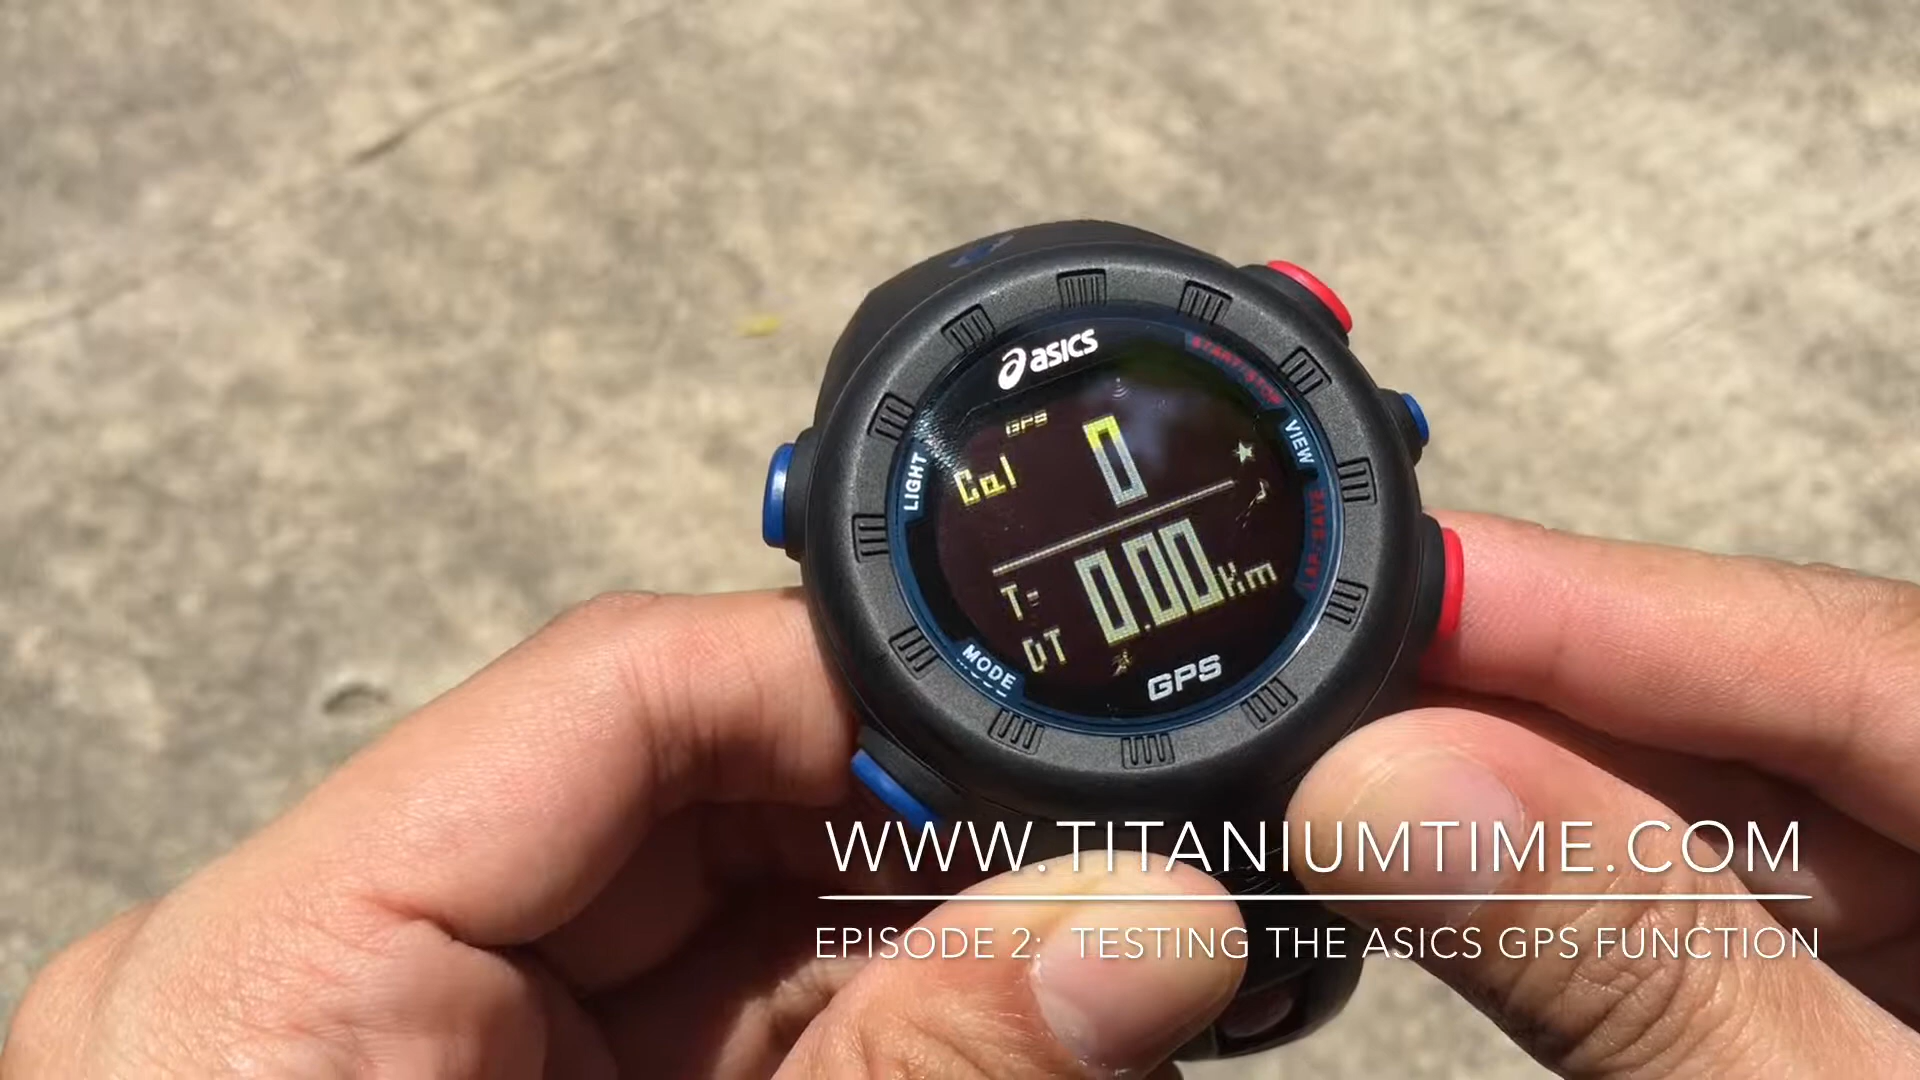 asics
START/STOP
VIEW
LAP/SAVE
LIGHT
MODE
GPS
Cal 0
T:
DT 0.00Km
GPS
WWW.TITANIUMTIME.COM
EPISODE 2: TESTING THE ASICS GPS FUNCTION